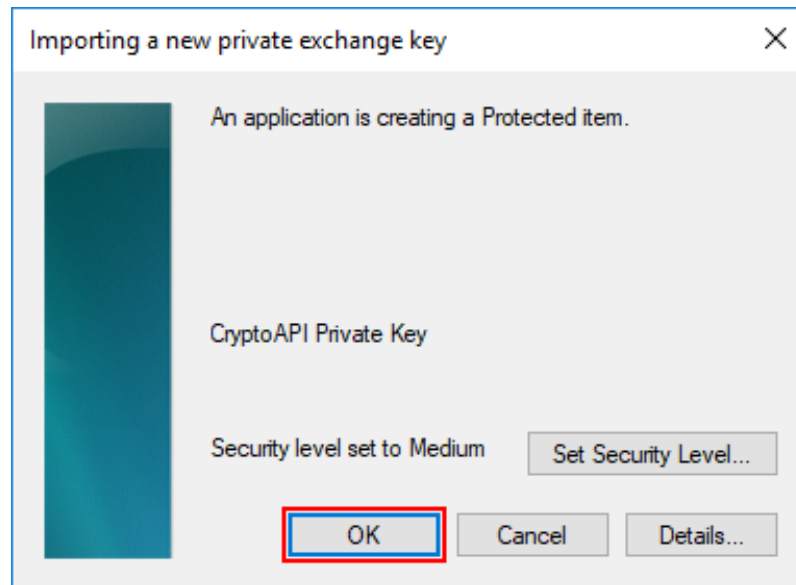 Importing a new private exchange key
An application is creating a Protected item.
CryptoAPI Private Key
Security level set to Medium
Set Security Level...
OK
Cancel
Details...